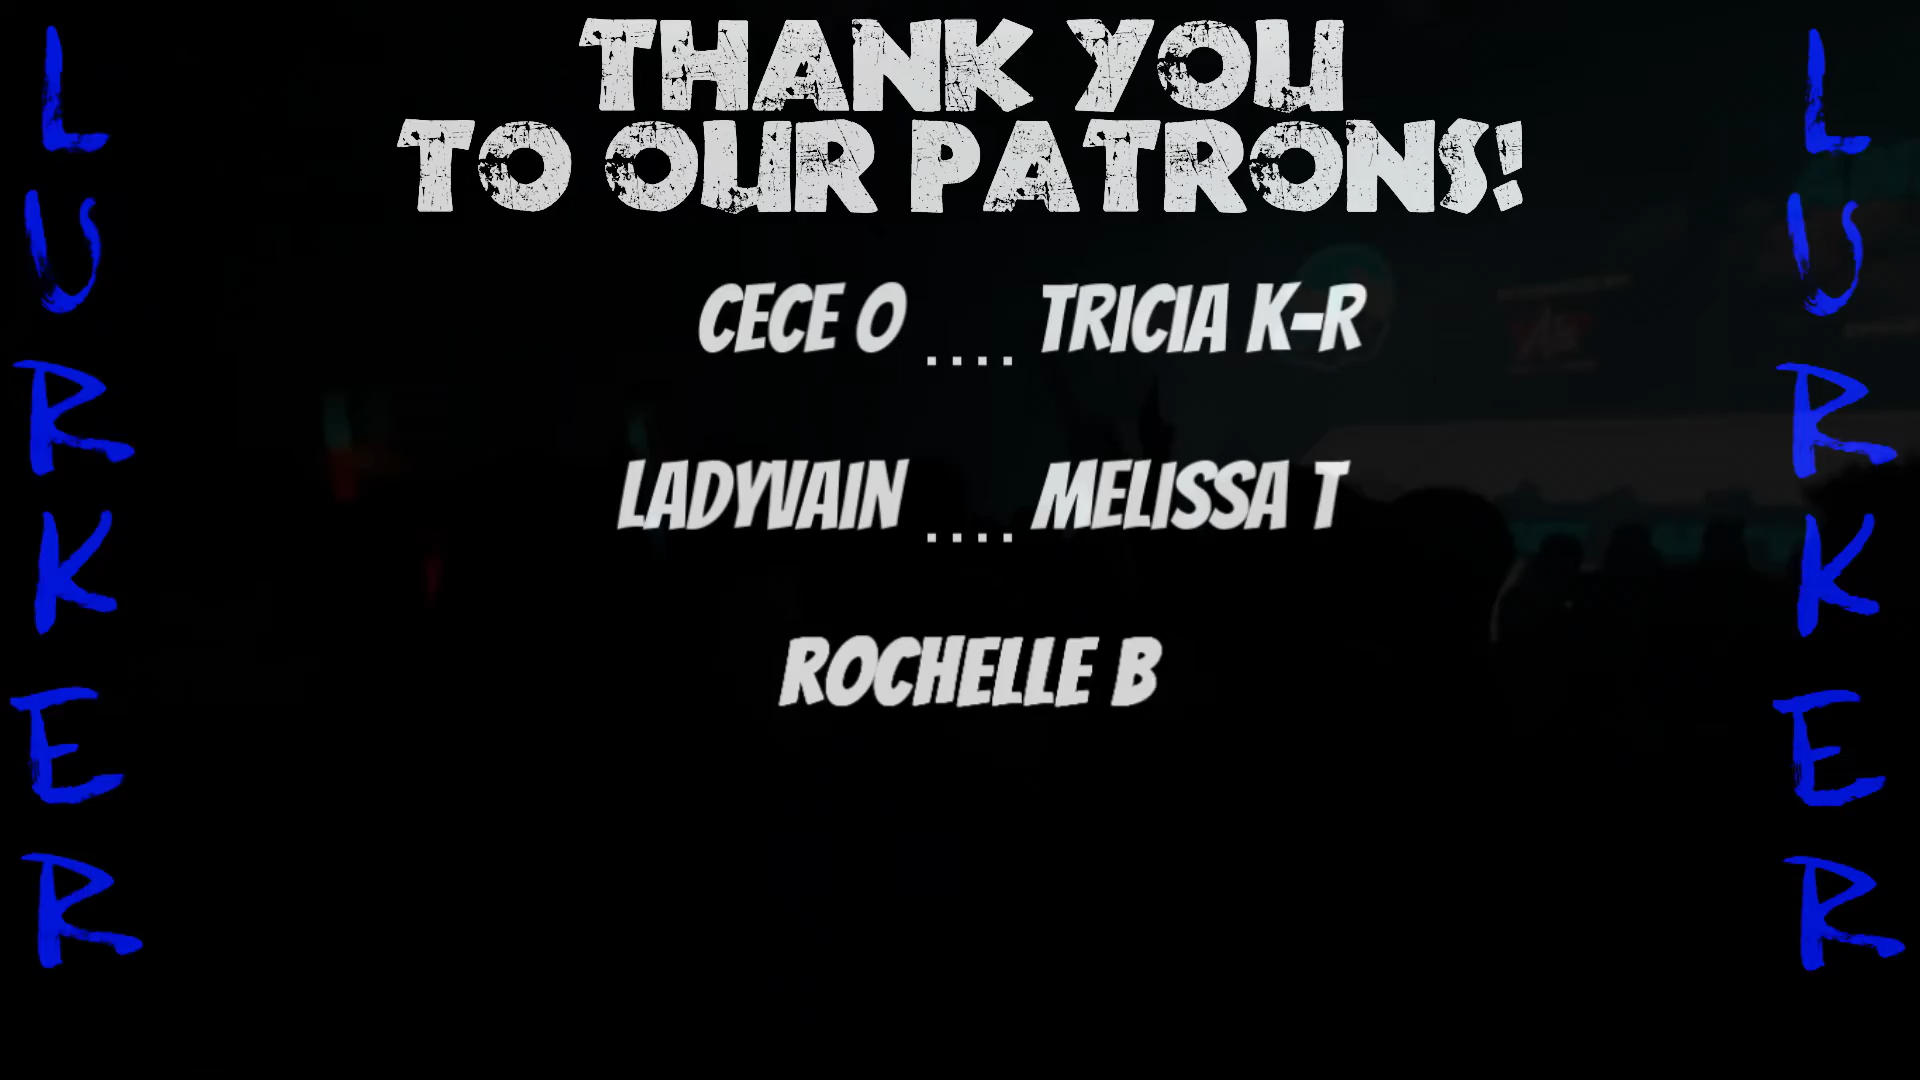 THANK YOU
TO OUR PATRONS!
LURKER
CECE O .... TRICIA K-R
LADYVAIN .... MELISSA T
ROCHELLE B
LURKER